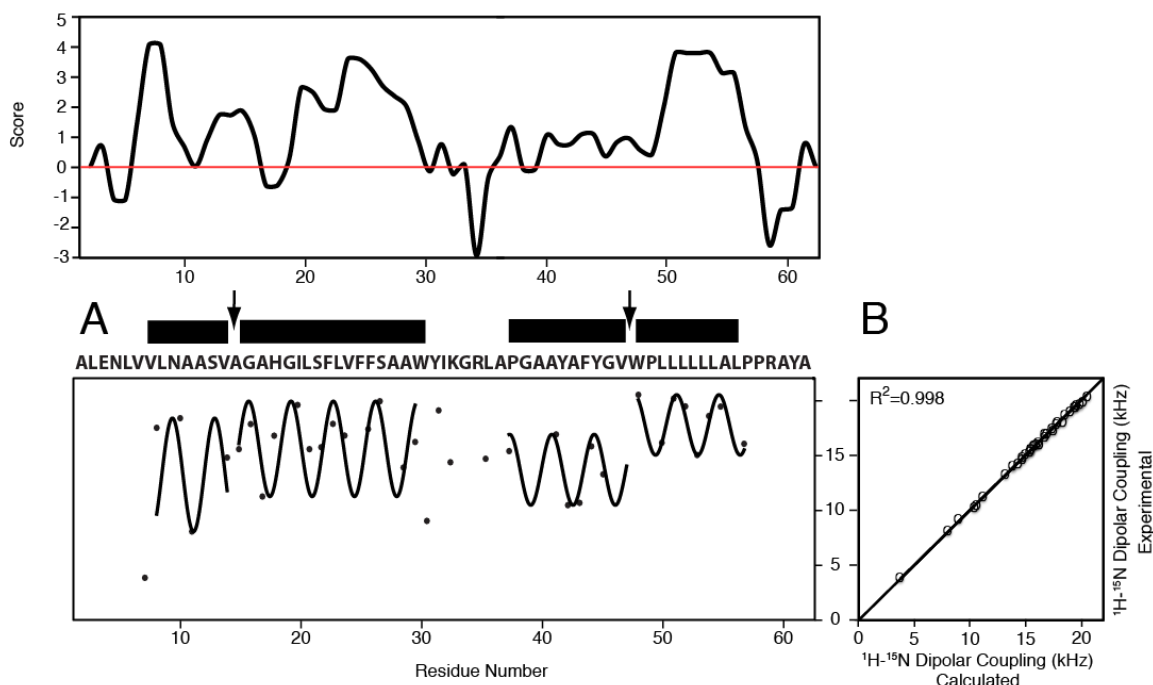 5
4
3
2
1
0
-1
-2
-3
Score
10 20 30 40 50 60
A
B
ALENLVVLNAASVAGAHGILSFLVFFSAAWYIKGRLAPGAAYAFYGVWPLLLLLLALPPRAYA
R²=0.998
15
10
5
0
¹H-¹⁵N Dipolar Coupling (kHz)
Experimental
10 20 30 40 50 60
Residue Number
0 5 10 15 20
¹H-¹⁵N Dipolar Coupling (kHz)
Calculated